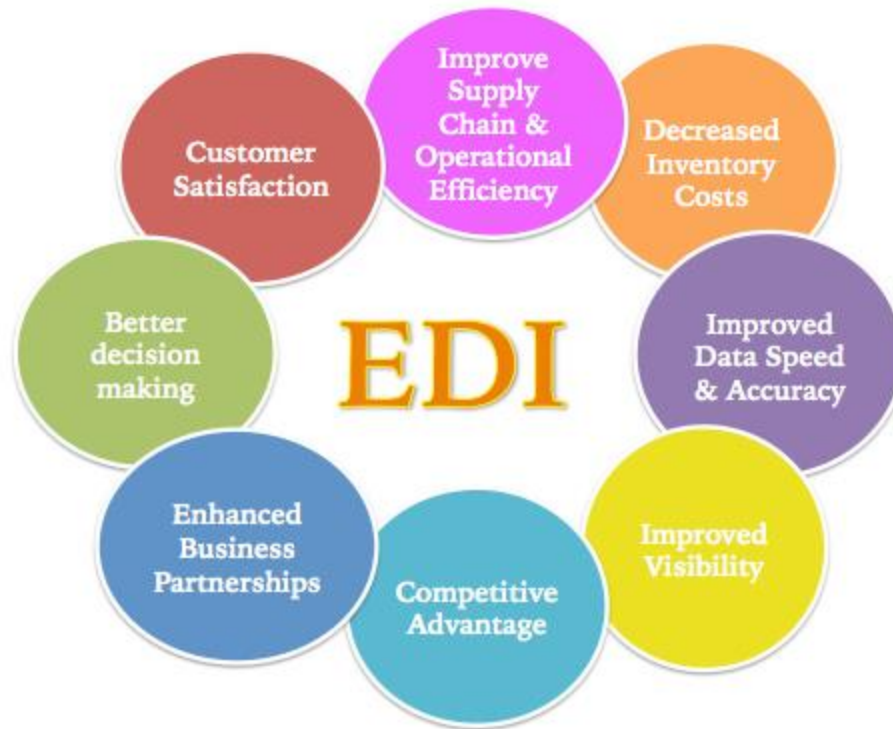 Improve
Supply
Chain &
Operational
Efficiency
Decreased
Inventory
Costs
Improved
Data Speed
& Accuracy
Improved
Visibility
Competitive
Advantage
Enhanced
Business
Partnerships
Better
decision
making
Customer
Satisfaction
EDI